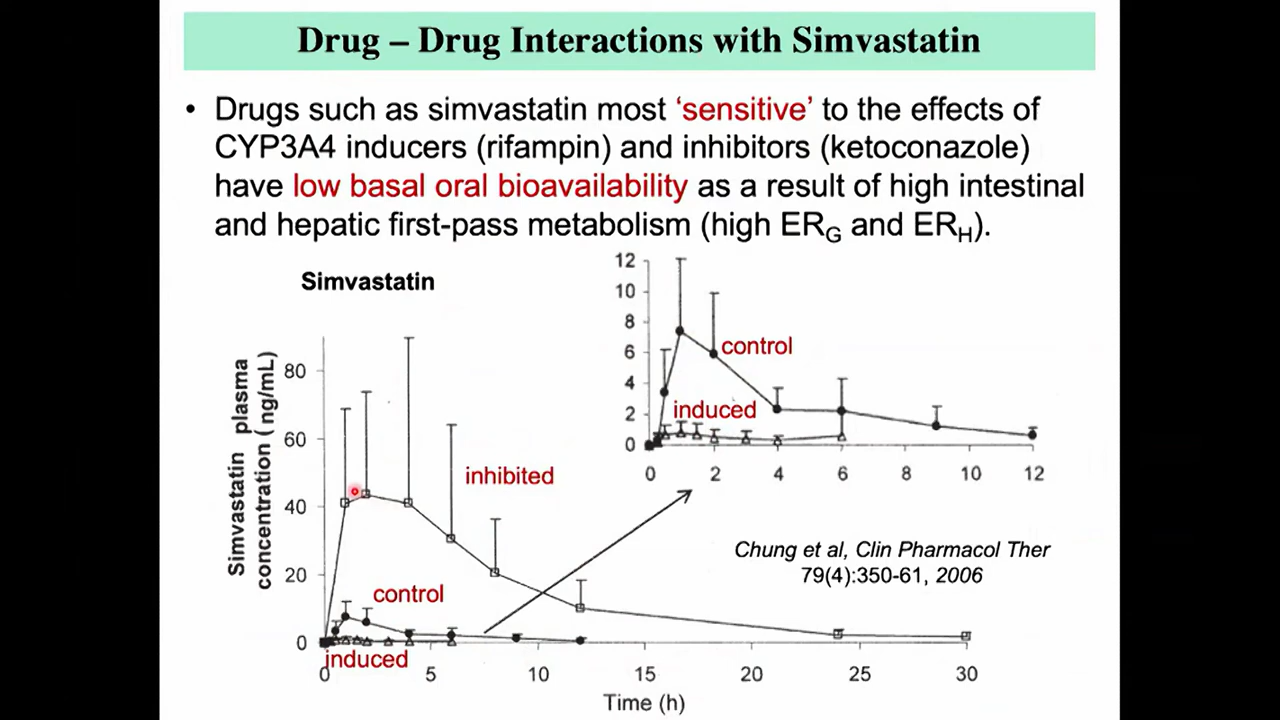 Drug – Drug Interactions with Simvastatin
• Drugs such as simvastatin most ‘sensitive’ to the effects of
CYP3A4 inducers (rifampin) and inhibitors (ketoconazole)
have low basal oral bioavailability as a result of high intestinal
and hepatic first-pass metabolism (high ERG and ERH).
Simvastatin
Simvastatin plasma
concentration ( ng/mL)
80
60
40
20
0
inhibited
control
induced
0 5 10 15 20 25 30
Time (h)
12
10
8
6
4
2
0
control
induced
0 2 4 6 8 10 12
Chung et al, Clin Pharmacol Ther
79(4):350-61, 2006